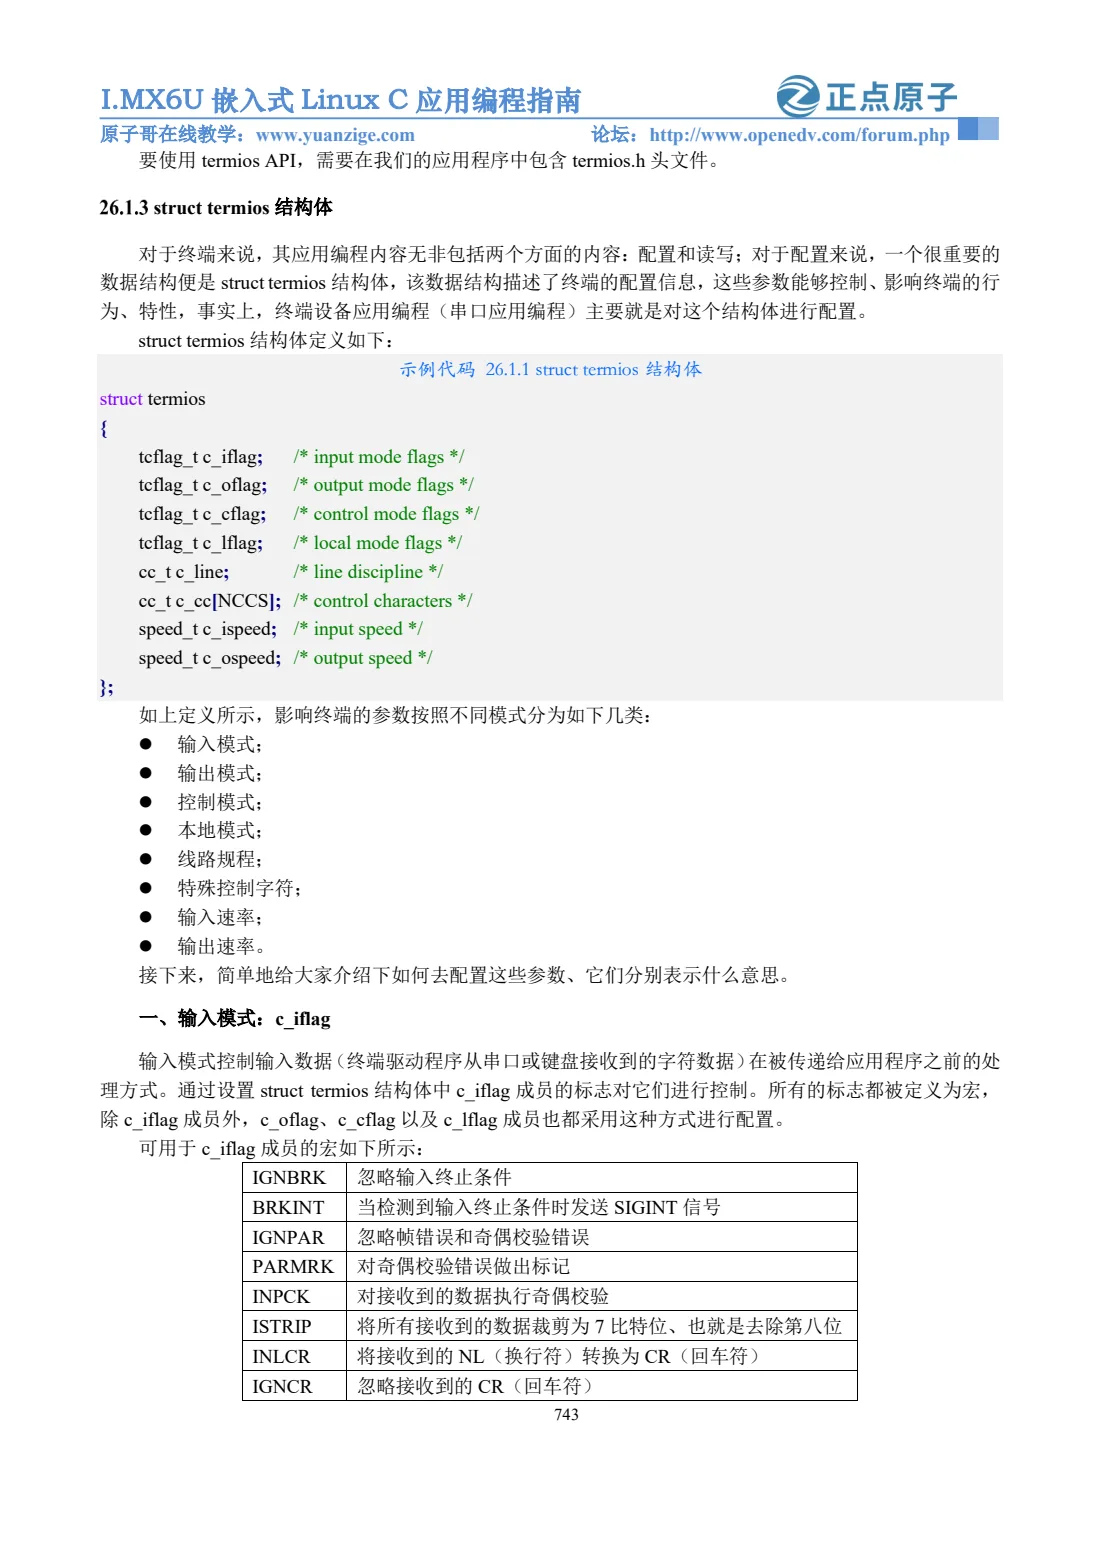 I.MX6U 嵌入式 Linux C 应用编程指南
正点原子
原子哥在线教学：www.yuanzige.com 论坛：http://www.openedv.com/forum.php
要使用 termios API，需要在我们的应用程序中包含 termios.h 头文件。
26.1.3 struct termios 结构体
对于终端来说，其应用编程内容无非包括两个方面的内容：配置和读写；对于配置来说，一个很重要的
数据结构便是 struct termios 结构体，该数据结构描述了终端的配置信息，这些参数能够控制、影响终端的行
为、特性，事实上，终端设备应用编程（串口应用编程）主要就是对这个结构体进行配置。
struct termios 结构体定义如下：
示例代码 26.1.1 struct termios 结构体
struct termios
{
tcflag_t c_iflag; /* input mode flags */
tcflag_t c_oflag; /* output mode flags */
tcflag_t c_cflag; /* control mode flags */
tcflag_t c_lflag; /* local mode flags */
cc_t c_line; /* line discipline */
cc_t c_cc[NCCS]; /* control characters */
speed_t c_ispeed; /* input speed */
speed_t c_ospeed; /* output speed */
};
如上定义所示，影响终端的参数按照不同模式分为如下几类：
● 输入模式；
● 输出模式；
● 控制模式；
● 本地模式；
● 线路规程；
● 特殊控制字符；
● 输入速率；
● 输出速率。
接下来，简单地给大家介绍下如何去配置这些参数、它们分别表示什么意思。
一、输入模式：c_iflag
输入模式控制输入数据（终端驱动程序从串口或键盘接收到的字符数据）在被传递给应用程序之前的处
理方式。通过设置 struct termios 结构体中 c_iflag 成员的标志对它们进行控制。所有的标志都被定义为宏，
除 c_iflag 成员外，c_oflag、c_cflag 以及 c_lflag 成员也都采用这种方式进行配置。
可用于 c_iflag 成员的宏如下所示：
IGNBRK 忽略输入终止条件
BRKINT 当检测到输入终止条件时发送 SIGINT 信号
IGNPAR 忽略帧错误和奇偶校验错误
PARMRK 对奇偶校验错误做出标记
INPCK 对接收到的数据执行奇偶校验
ISTRIP 将所有接收到的数据裁剪为 7 比特位、也就是去除第八位
INLCR 将接收到的 NL（换行符）转换为 CR（回车符）
IGNCR 忽略接收到的 CR（回车符）
743